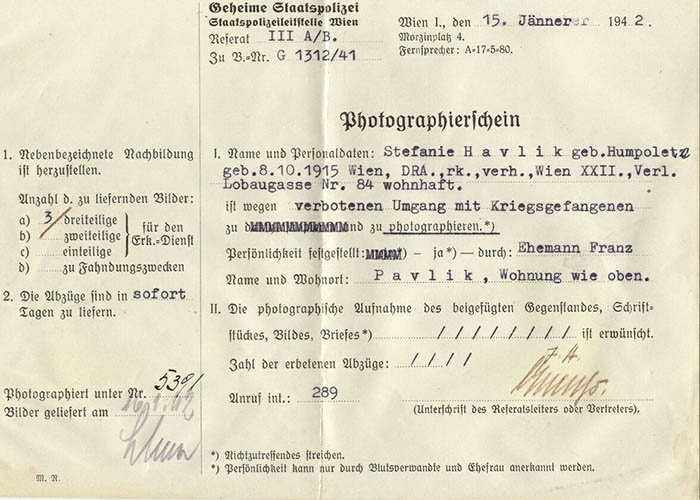 Geheime Staatspolizei
Staatspolizeileitstelle Wien
Referat III A/B.
Zu B.-Nr. G 1312/41
Wien I., den 15. Jänner 1942.
Morzinplatz 4.
Fernsprecher: A-17-5-80.
Photographierschein
1. Nebenbezeichnete Nachbildung
ist herzustellen.
Anzahl d. zu liefernden Bilder:
a) 3 dreiteilige
b) zweiteilige
c) einteilige
für den
Erk.-Dienst
d) zu Fahndungszwecken
2. Die Abzüge sind in sofort
Tagen zu liefern.
Photographiert unter Nr. 5391
Bilder geliefert am
M. R.
I. Name und Personaldaten: Stefanie H a v l i k geb.Humpoletz
geb.8.10.1915 Wien, DRA.,rk.,verh.,Wien XXII.,Verl.
Lobaugasse Nr. 84 wohnhaft.
ist wegen verbotenen Umgang mit Kriegsgefangenen
zu und zu photographieren.*)
Persönlichkeit festgestellt: *) – ja*) – durch: Ehemann Franz
Name und Wohnort: P a v l i k , Wohnung wie oben.
II. Die photographische Aufnahme des beigefügten Gegenstandes, Schrift-
stückes, Bildes, Briefes*) / / / / / / / / ist erwünscht.
Zahl der erbetenen Abzüge: / / / /
Anruf int.: 289
(Unterschrift des Referatsleiters oder Vertreters).
*) Nichtzutreffendes streichen.
*) Persönlichkeit kann nur durch Blutsverwandte und Ehefrau anerkannt werden.